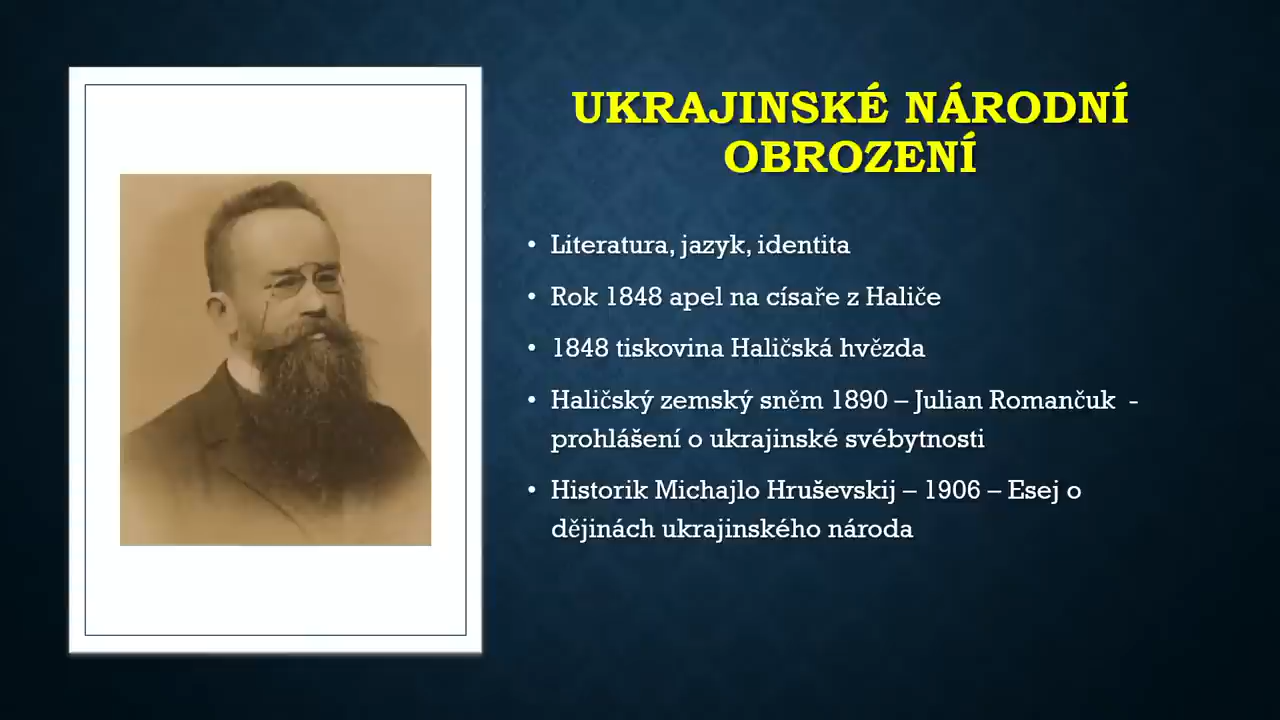 UKRAJINSKÉ NÁRODNÍ
OBROZENÍ
• Literatura, jazyk, identita
• Rok 1848 apel na císaře z Haliče
• 1848 tiskovina Haličská hvězda
• Haličský zemský sněm 1890 – Julian Romančuk -
prohlášení o ukrajinské svébytnosti
• Historik Michajlo Hruševskij – 1906 – Esej o
dějinách ukrajinského národa